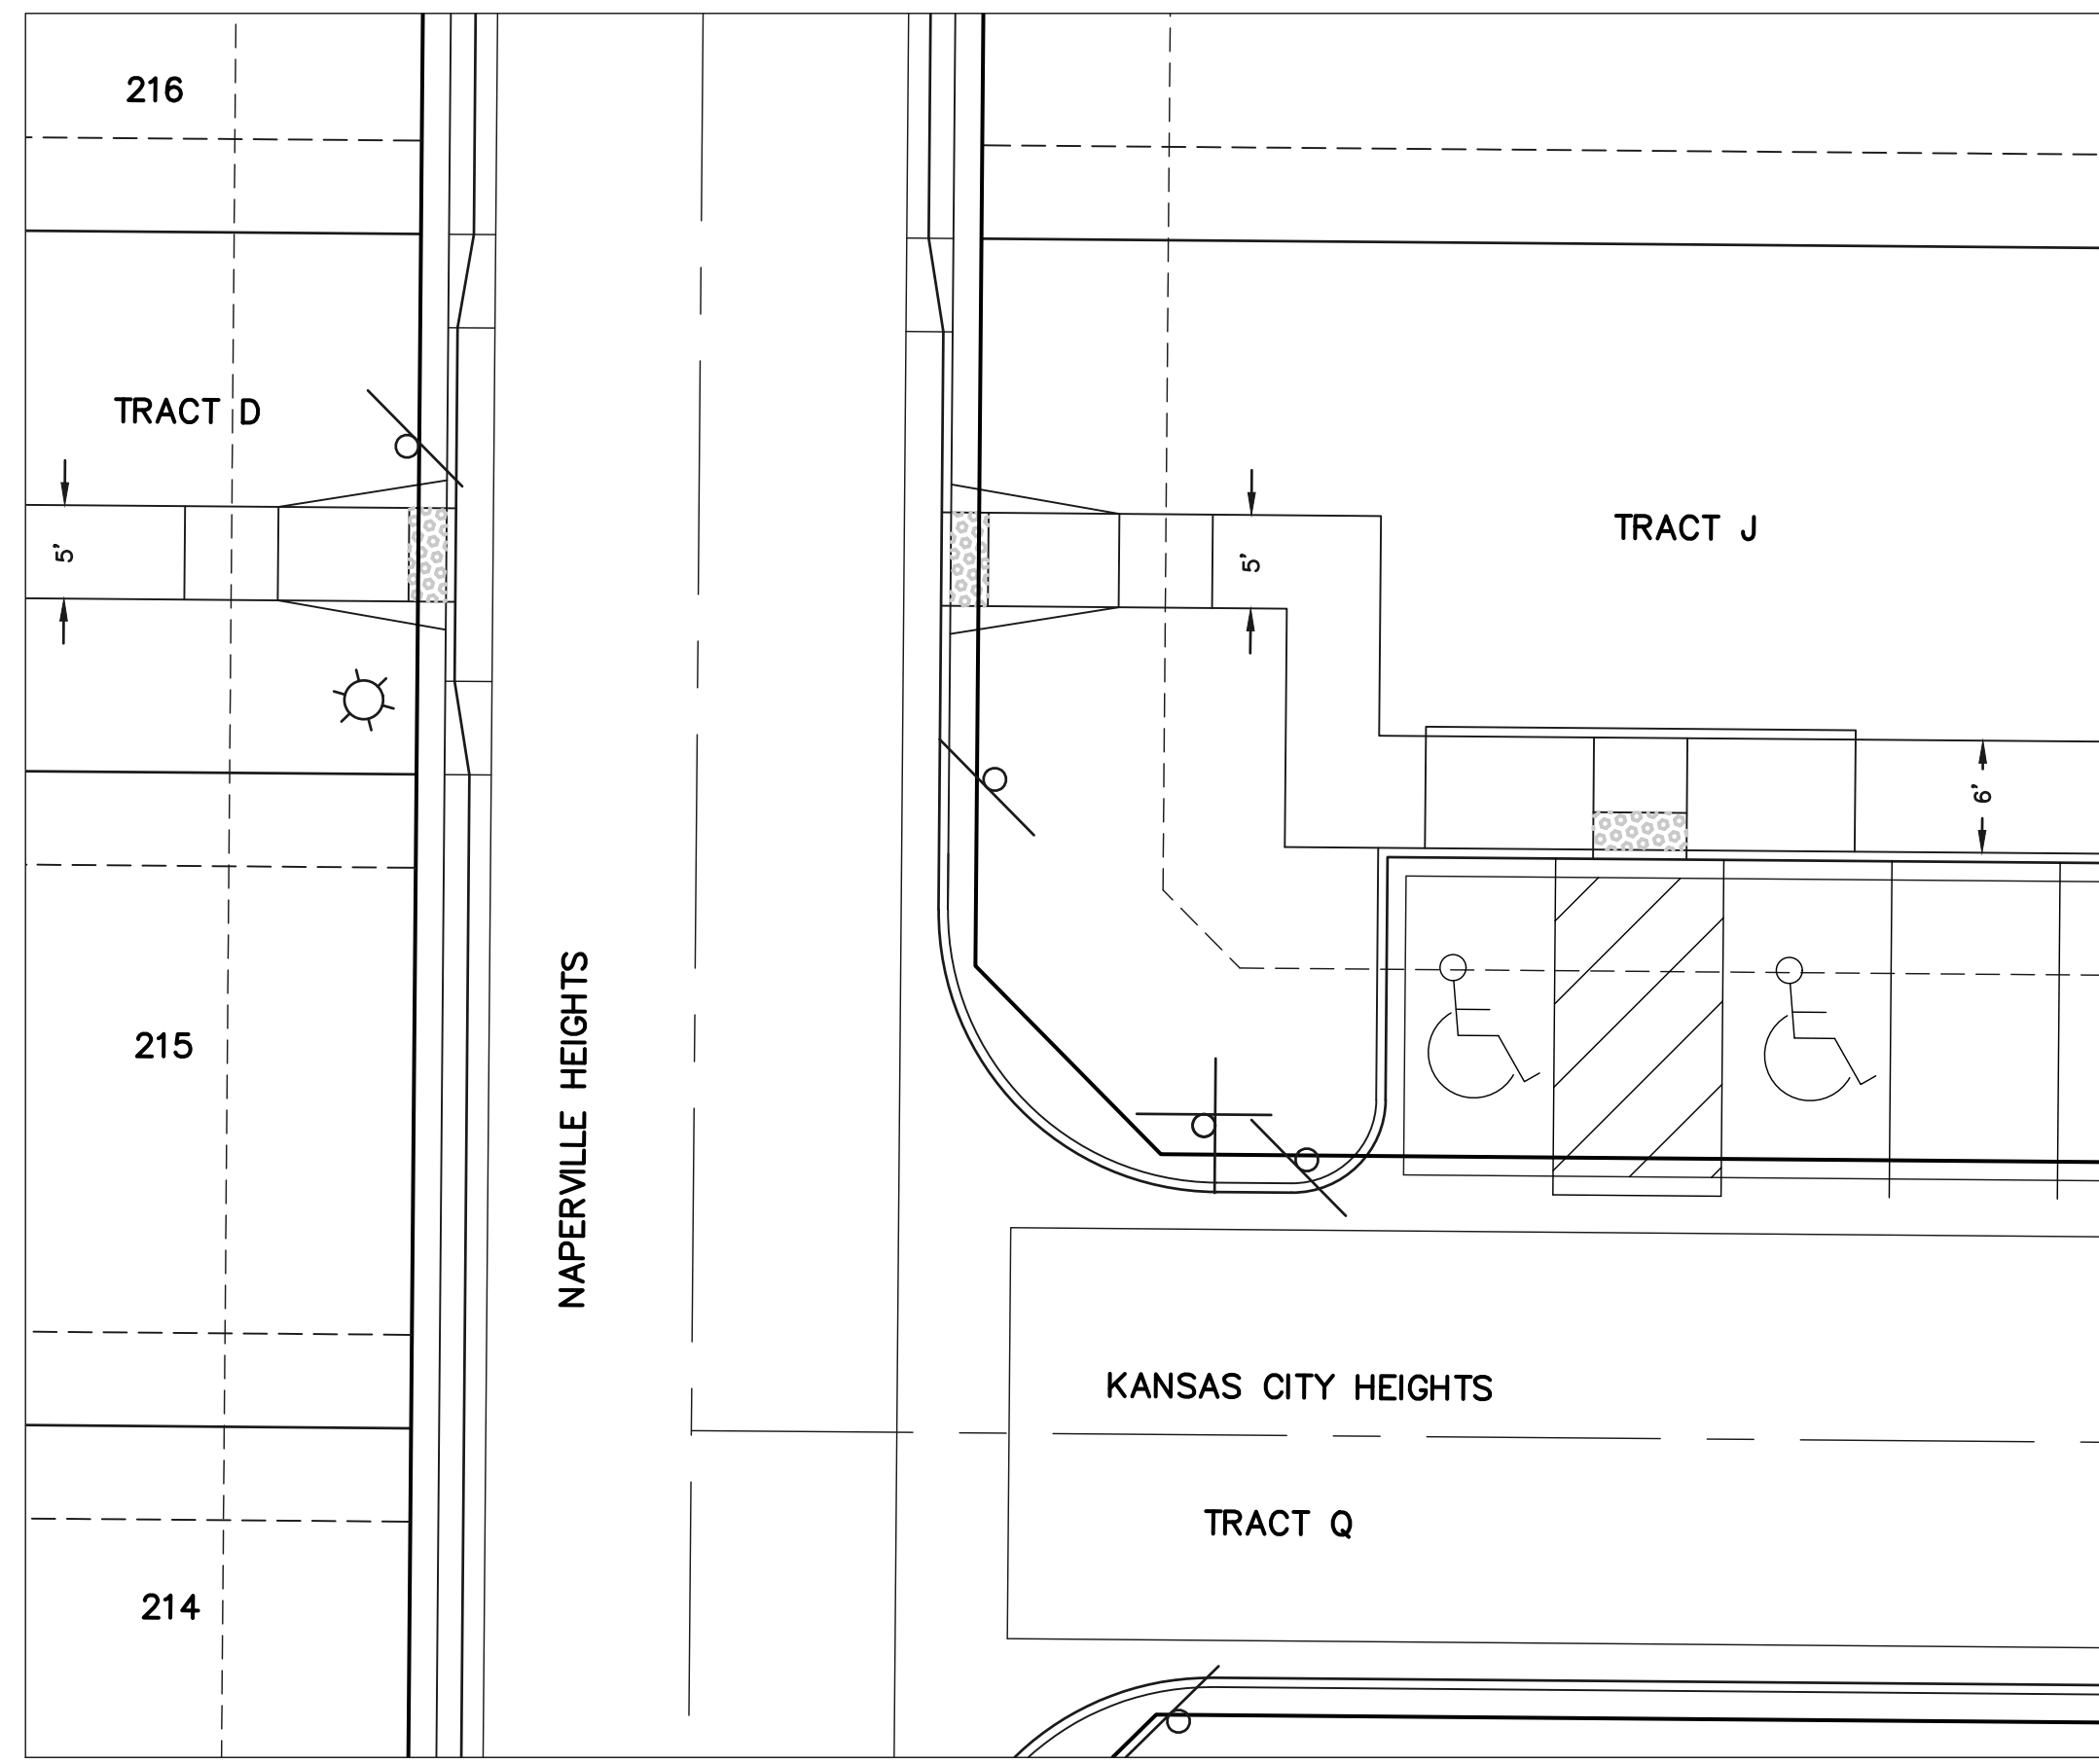 216
TRACT D
5'
5'
TRACT J
6'
215
NAPERVILLE HEIGHTS
KANSAS CITY HEIGHTS
TRACT Q
214